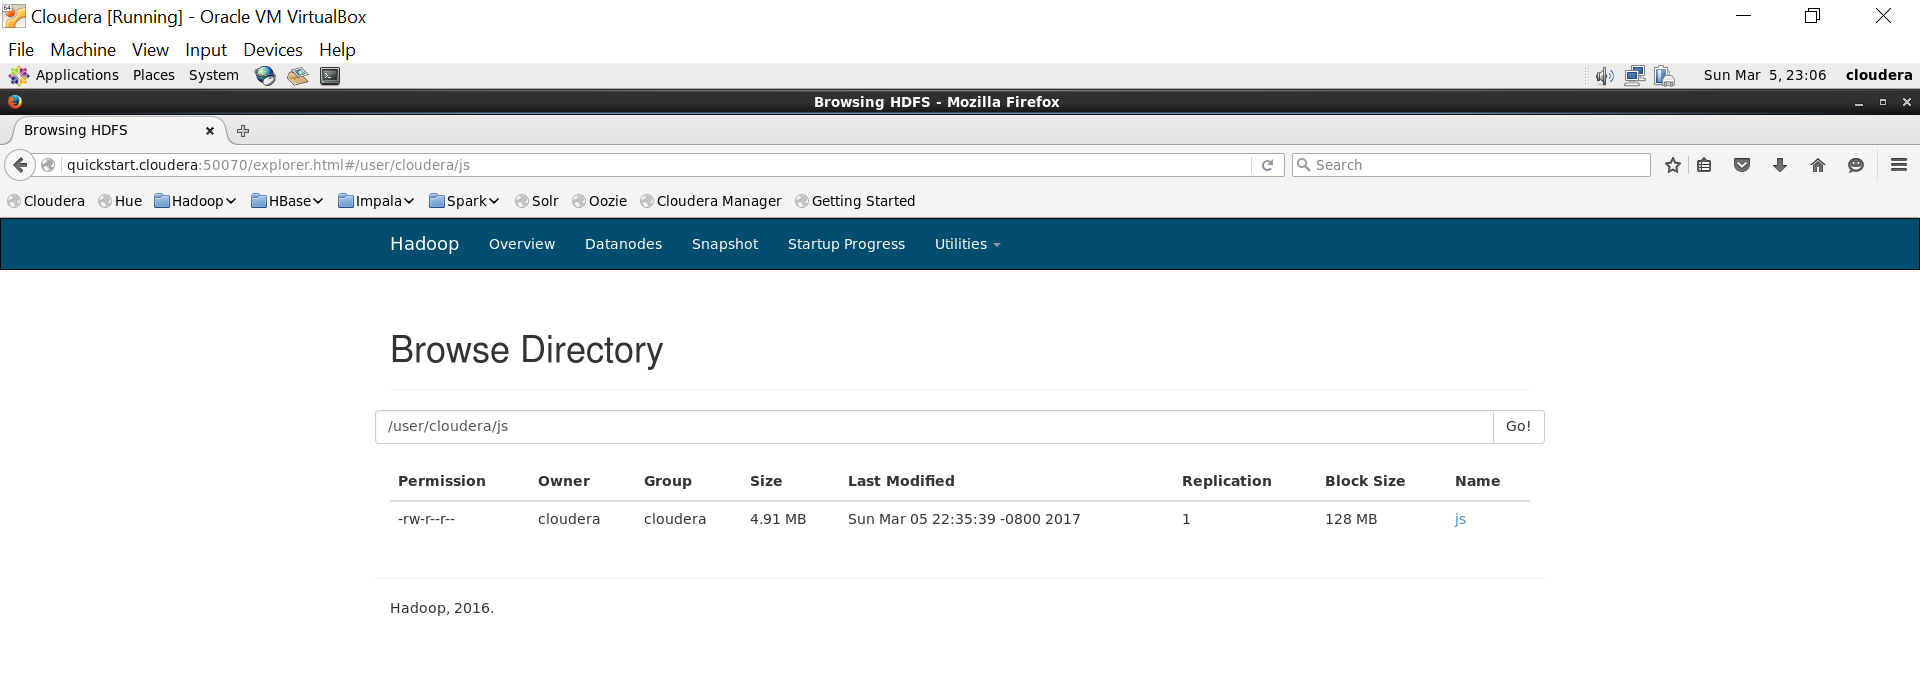 Cloudera [Running] - Oracle VM VirtualBox
File Machine View Input Devices Help
Applications Places System Sun Mar 5, 23:06 cloudera
Browsing HDFS - Mozilla Firefox
Browsing HDFS
quickstart.cloudera:50070/explorer.html#/user/cloudera/js Search
Cloudera Hue Hadoop HBase Impala Spark Solr Oozie Cloudera Manager Getting Started
Hadoop Overview Datanodes Snapshot Startup Progress Utilities
Browse Directory
/user/cloudera/js Go!
Permission Owner Group Size Last Modified Replication Block Size Name
-rw-r--r-- cloudera cloudera 4.91 MB Sun Mar 05 22:35:39 -0800 2017 1 128 MB js
Hadoop, 2016.